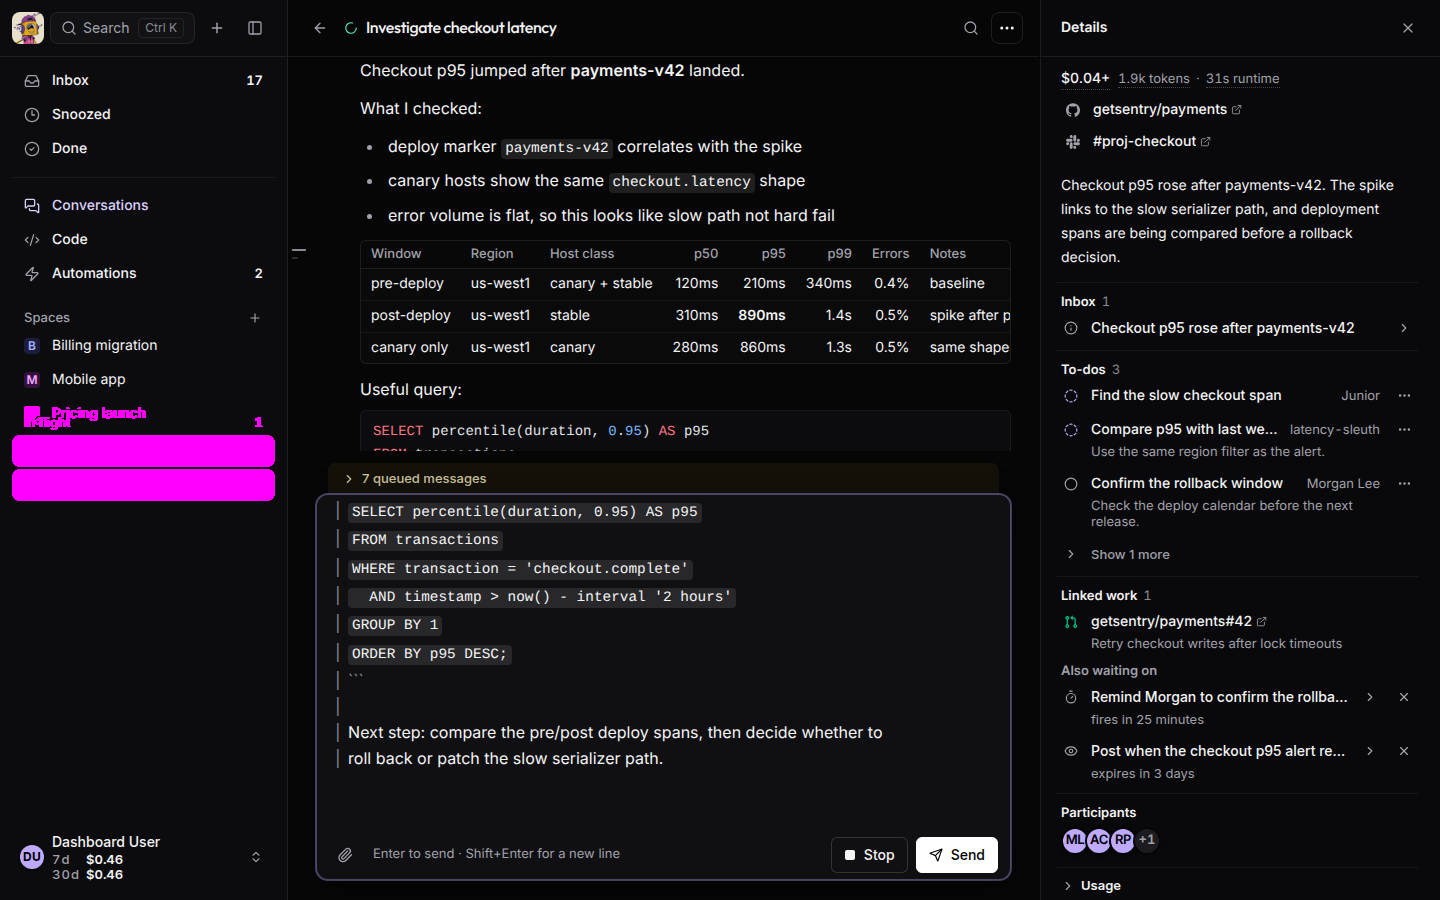 Search Ctrl K
Inbox 17
Snoozed
Done
Conversations
Code
Automations 2
Spaces
B Billing migration
M Mobile app
Pricing launch 1
DU Dashboard User
7d $0.46
30d $0.46
Investigate checkout latency
Checkout p95 jumped after payments-v42 landed.
What I checked:
deploy marker payments-v42 correlates with the spike
canary hosts show the same checkout.latency shape
error volume is flat, so this looks like slow path not hard fail
Window Region Host class p50 p95 p99 Errors Notes
pre-deploy us-west1 canary + stable 120ms 210ms 340ms 0.4% baseline
post-deploy us-west1 stable 310ms 890ms 1.4s 0.5% spike after p
canary only us-west1 canary 280ms 860ms 1.3s 0.5% same shape
Useful query:
SELECT percentile(duration, 0.95) AS p95
7 queued messages
SELECT percentile(duration, 0.95) AS p95
FROM transactions
WHERE transaction = 'checkout.complete'
AND timestamp > now() - interval '2 hours'
GROUP BY 1
ORDER BY p95 DESC;
```
Next step: compare the pre/post deploy spans, then decide whether to
roll back or patch the slow serializer path.
Enter to send · Shift+Enter for a new line
Stop Send
Details
$0.04+ 1.9k tokens · 31s runtime
getsentry/payments
#proj-checkout
Checkout p95 rose after payments-v42. The spike
links to the slow serializer path, and deployment
spans are being compared before a rollback
decision.
Inbox 1
Checkout p95 rose after payments-v42
To-dos 3
Find the slow checkout span Junior
Compare p95 with last we... latency-sleuth
Use the same region filter as the alert.
Confirm the rollback window Morgan Lee
Check the deploy calendar before the next
release.
Show 1 more
Linked work 1
getsentry/payments#42
Retry checkout writes after lock timeouts
Also waiting on
Remind Morgan to confirm the rollba...
fires in 25 minutes
Post when the checkout p95 alert re...
expires in 3 days
Participants
ML AC RP +1
Usage